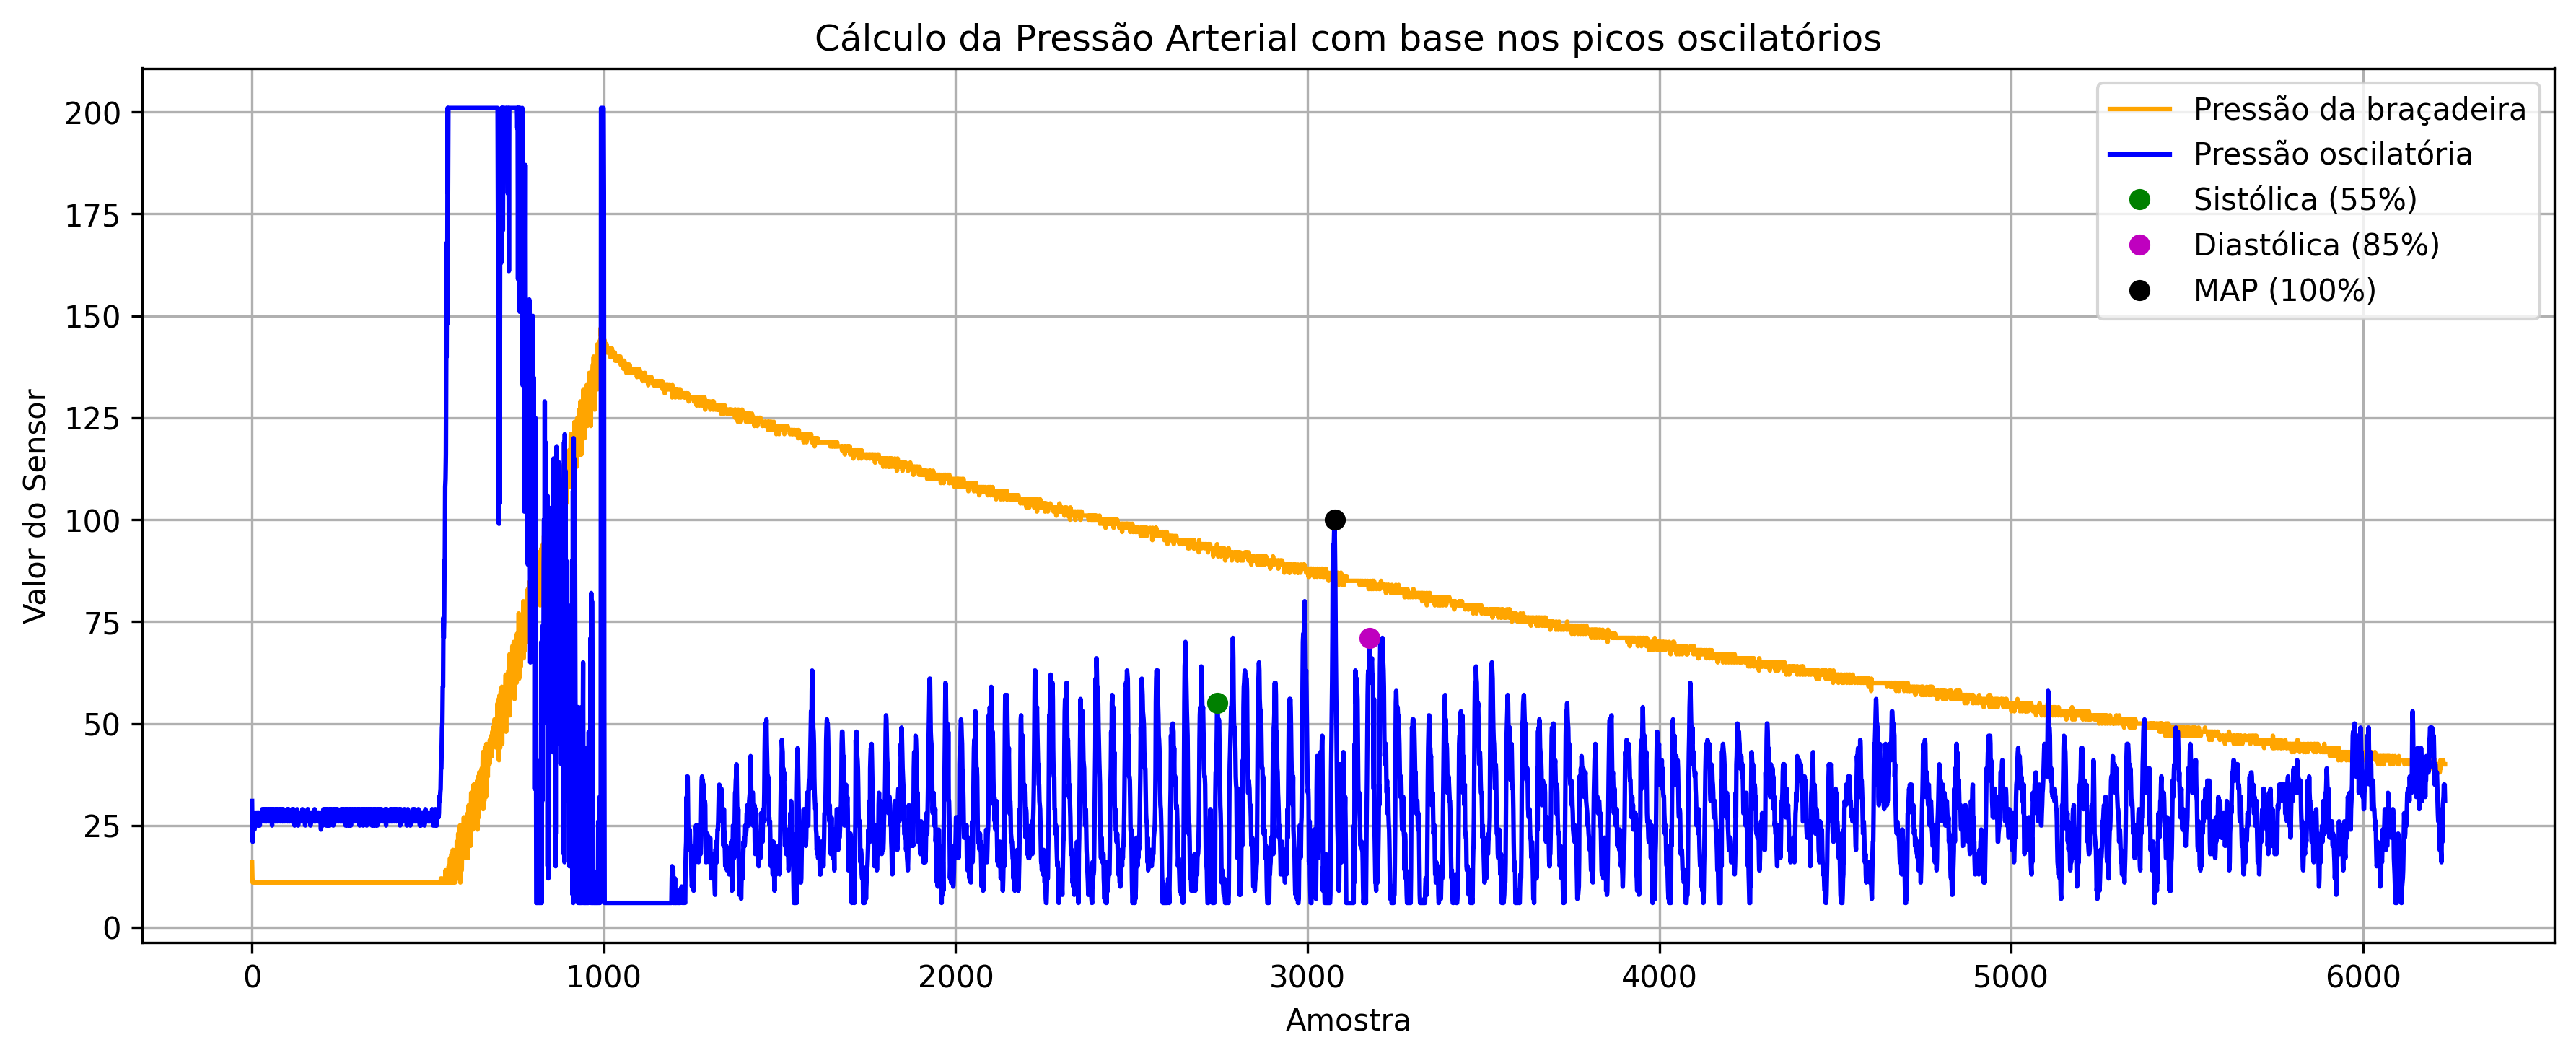 Cálculo da Pressão Arterial com base nos picos oscilatórios
Valor do Sensor
200
175
150
125
100
75
50
25
0
Pressão da braçadeira
Pressão oscilatória
Sistólica (55%)
Diastólica (85%)
MAP (100%)
0 1000 2000 3000 4000 5000 6000
Amostra